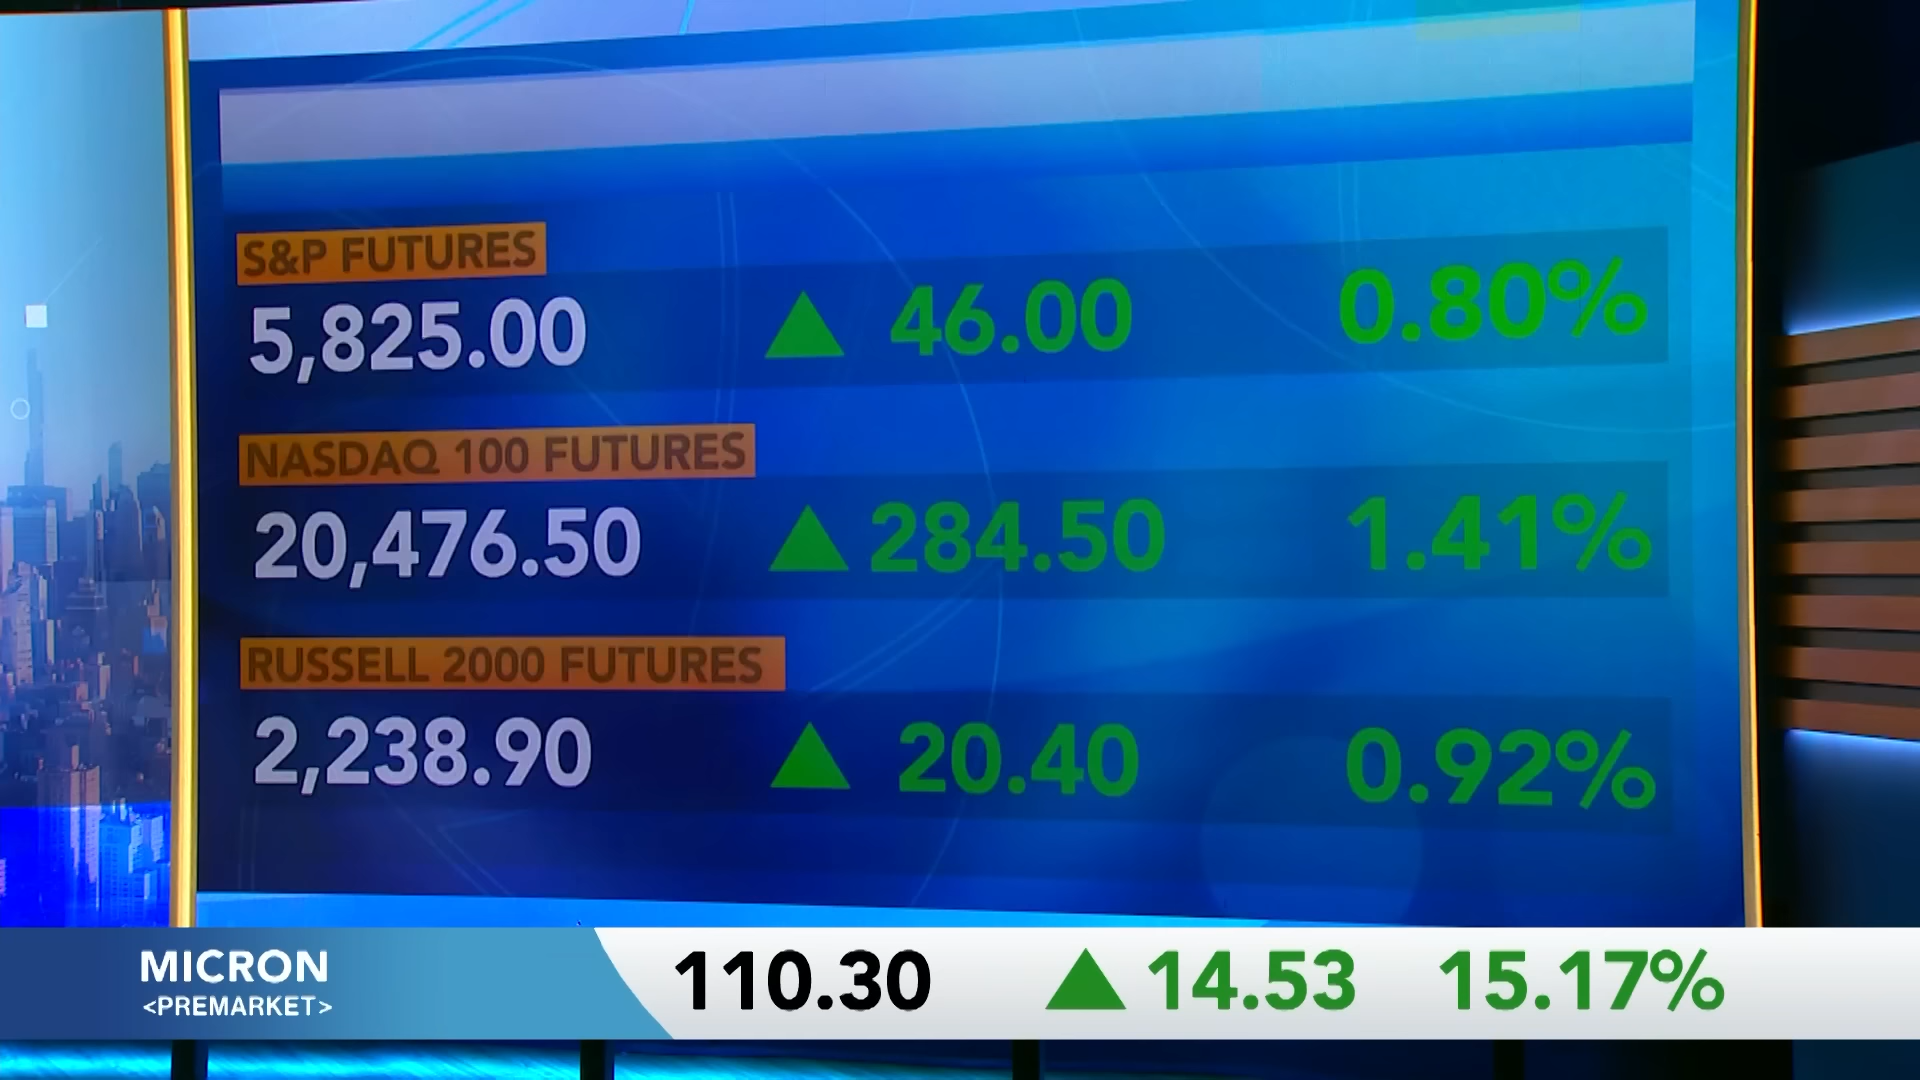 S&P FUTURES
5,825.00 ▲ 46.00 0.80%
NASDAQ 100 FUTURES
20,476.50 ▲ 284.50 1.41%
RUSSELL 2000 FUTURES
2,238.90 ▲ 20.40 0.92%
MICRON
<PREMARKET>
110.30 ▲ 14.53 15.17%